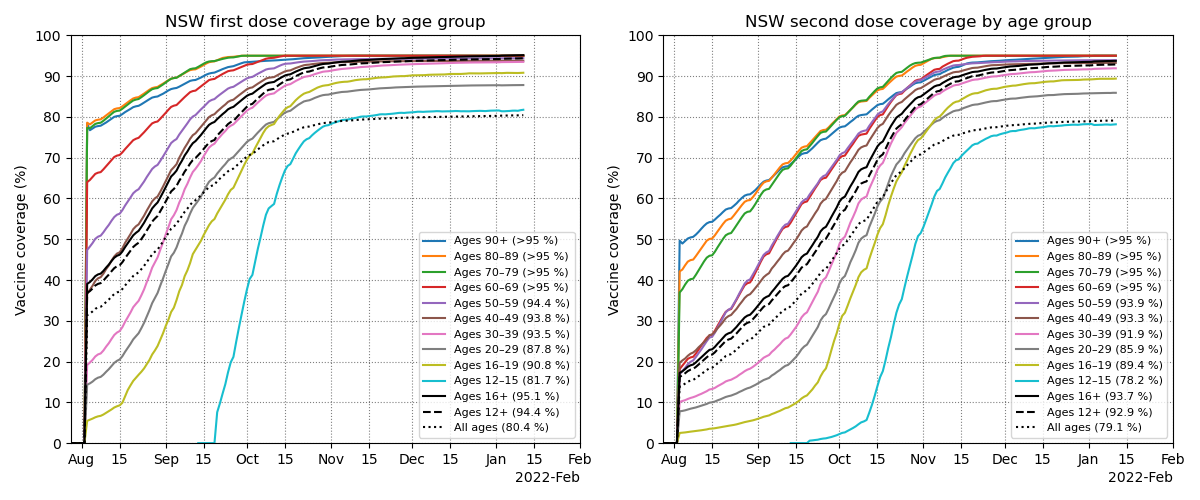 NSW first dose coverage by age group
Vaccine coverage (%)
100
90
80
70
60
50
40
30
20
10
0
Ages 90+ (>95 %)
Ages 80–89 (>95 %)
Ages 70–79 (>95 %)
Ages 60–69 (>95 %)
Ages 50–59 (94.4 %)
Ages 40–49 (93.8 %)
Ages 30–39 (93.5 %)
Ages 20–29 (87.8 %)
Ages 16–19 (90.8 %)
Ages 12–15 (81.7 %)
Ages 16+ (95.1 %)
Ages 12+ (94.4 %)
All ages (80.4 %)
Aug 15 Sep 15 Oct 15 Nov 15 Dec 15 Jan 15 Feb
2022-Feb
NSW second dose coverage by age group
Vaccine coverage (%)
100
90
80
70
60
50
40
30
20
10
0
Ages 90+ (>95 %)
Ages 80–89 (>95 %)
Ages 70–79 (>95 %)
Ages 60–69 (>95 %)
Ages 50–59 (93.9 %)
Ages 40–49 (93.3 %)
Ages 30–39 (91.9 %)
Ages 20–29 (85.9 %)
Ages 16–19 (89.4 %)
Ages 12–15 (78.2 %)
Ages 16+ (93.7 %)
Ages 12+ (92.9 %)
All ages (79.1 %)
Aug 15 Sep 15 Oct 15 Nov 15 Dec 15 Jan 15 Feb
2022-Feb